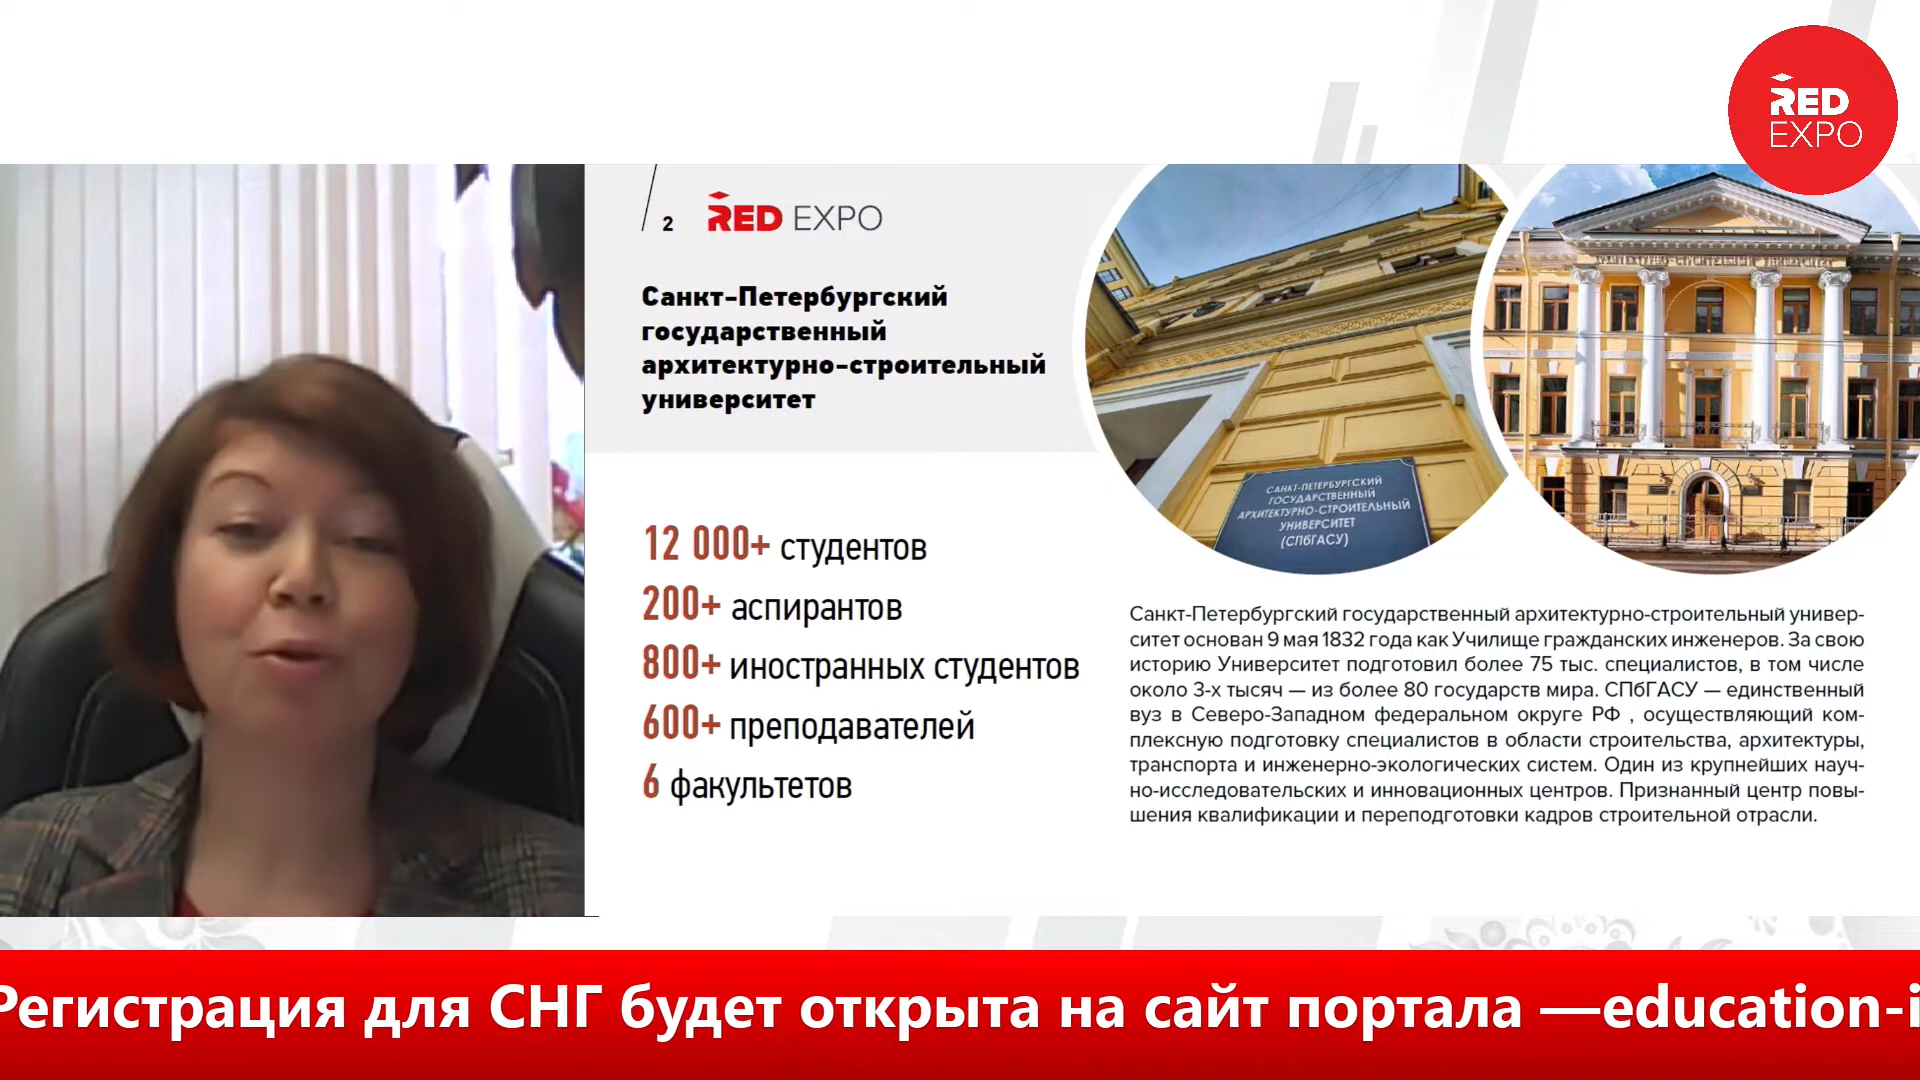 RED
EXPO
2
RED EXPO
Санкт-Петербургский
государственный
архитектурно-строительный
университет
12 000+ студентов
200+ аспирантов
800+ иностранных студентов
600+ преподавателей
6 факультетов
САНКТ-ПЕТЕРБУРГСКИЙ
ГОСУДАРСТВЕННЫЙ
АРХИТЕКТУРНО-СТРОИТЕЛЬНЫЙ
УНИВЕРСИТЕТ
(СПбГАСУ)
АРХИТЕКТУРНО-СТРОИТЕЛЬНЫЙ УНИВЕРСИТЕТ
Санкт-Петербургский государственный архитектурно-строительный универ-
ситет основан 9 мая 1832 года как Училище гражданских инженеров. За свою
историю Университет подготовил более 75 тыс. специалистов, в том числе
около 3-х тысяч — из более 80 государств мира. СПбГАСУ — единственный
вуз в Северо-Западном федеральном округе РФ , осуществляющий ком-
плексную подготовку специалистов в области строительства, архитектуры,
транспорта и инженерно-экологических систем. Один из крупнейших науч-
но-исследовательских и инновационных центров. Признанный центр повы-
шения квалификации и переподготовки кадров строительной отрасли.
Регистрация для СНГ будет открыта на сайт портала —education-i